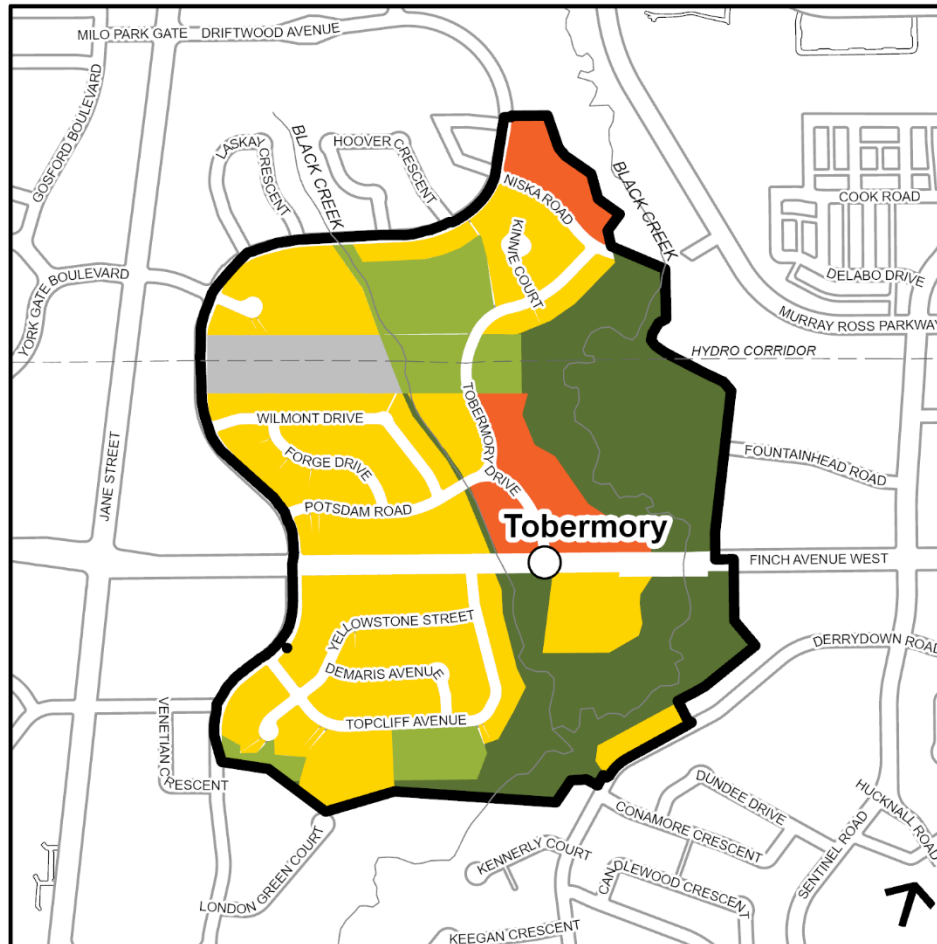 MILO PARK GATE
DRIFTWOOD AVENUE
GOSFORD BOULEVARD
LASKAY CRESCENT
BLACK CREEK
HOOVER CRESCENT
NISKA ROAD
BLACK CREEK
COOK ROAD
KINNIE COURT
DELABO DRIVE
YORK GATE BOULEVARD
MURRAY ROSS PARKWAY
HYDRO CORRIDOR
TOBERMORY DRIVE
WILMONT DRIVE
JANE STREET
FORGE DRIVE
FOUNTAINHEAD ROAD
POTSDAM ROAD
Tobermory
FINCH AVENUE WEST
YELLOWSTONE STREET
DERRYDOWN ROAD
DEMARIS AVENUE
VENETIAN CRESCENT
TOPCLIFF AVENUE
DUNDEE DRIVE
HUCKNALL ROAD
CONAMORE CRESCENT
SENTINEL ROAD
KENNERLY COURT
CANDLEWOOD CRESCENT
LONDON GREEN COURT
KEEGAN CRESCENT